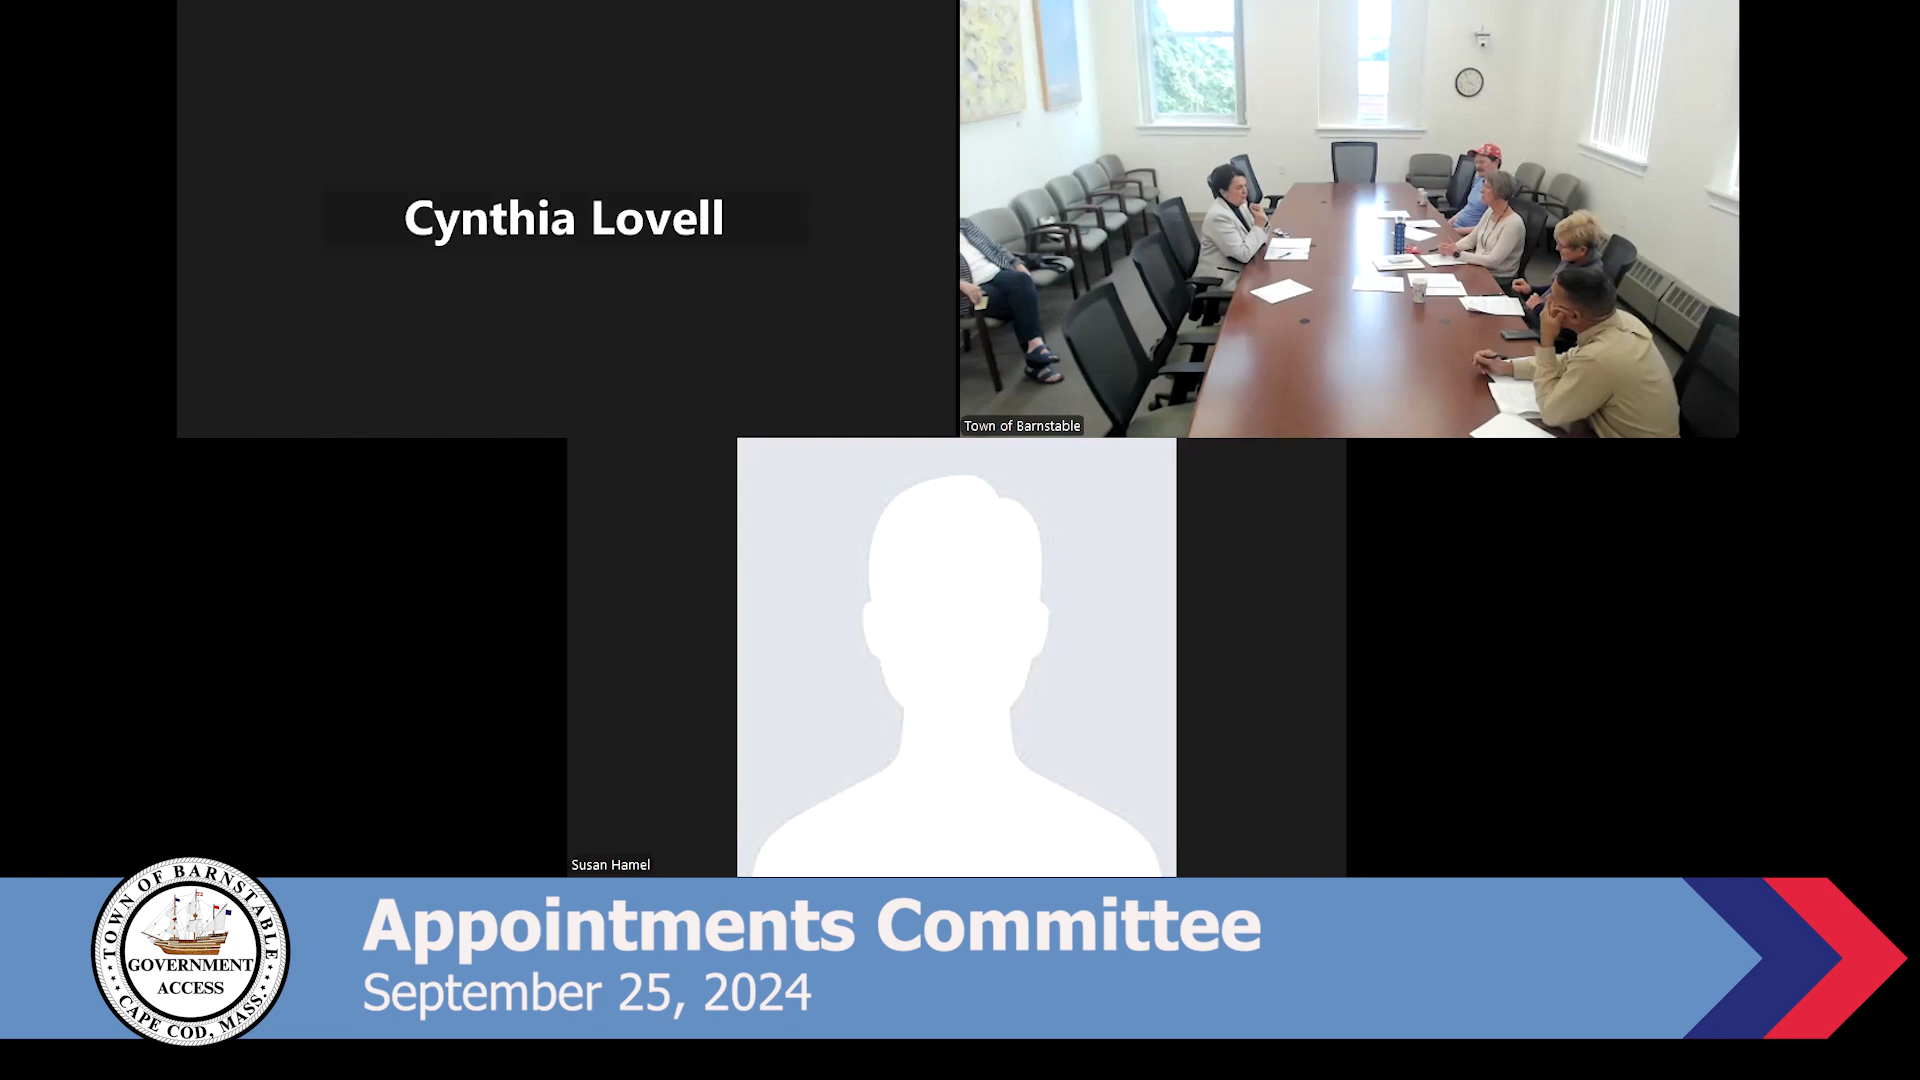 Cynthia Lovell
Town of Barnstable
Susan Hamel
TOWN OF BARNSTABLE
GOVERNMENT
ACCESS
CAPE COD, MASS.
Appointments Committee
September 25, 2024